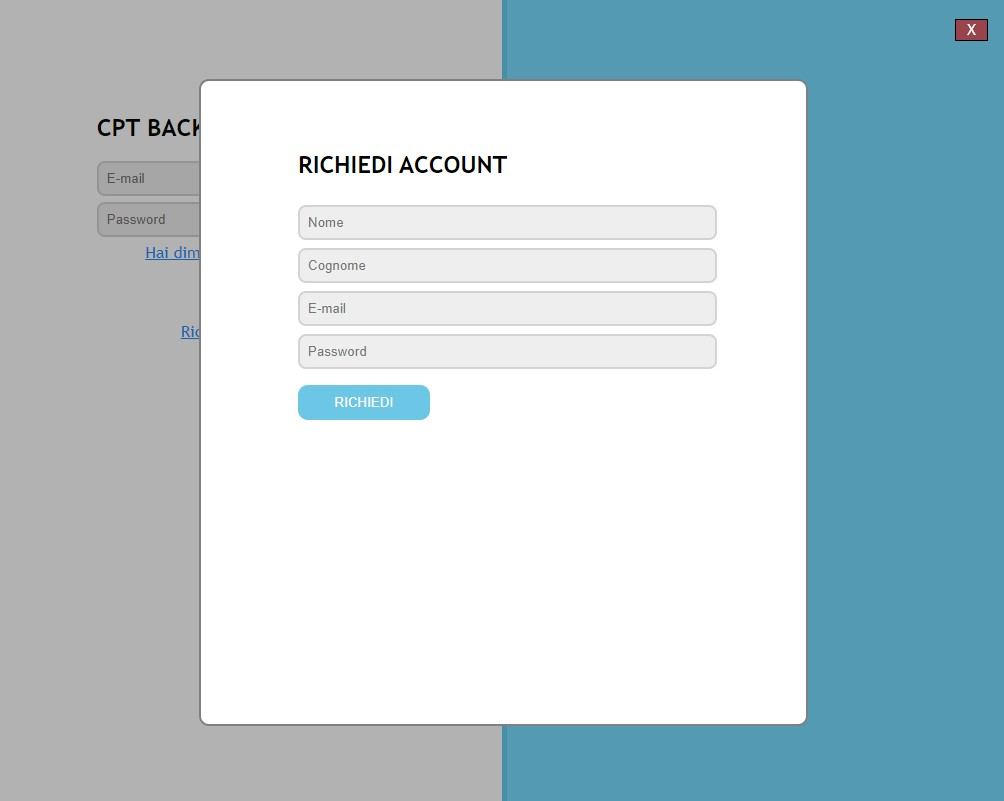 X
CPT BACK
E-mail
Password
Hai dim
Ric
RICHIEDI ACCOUNT
Nome
Cognome
E-mail
Password
RICHIEDI